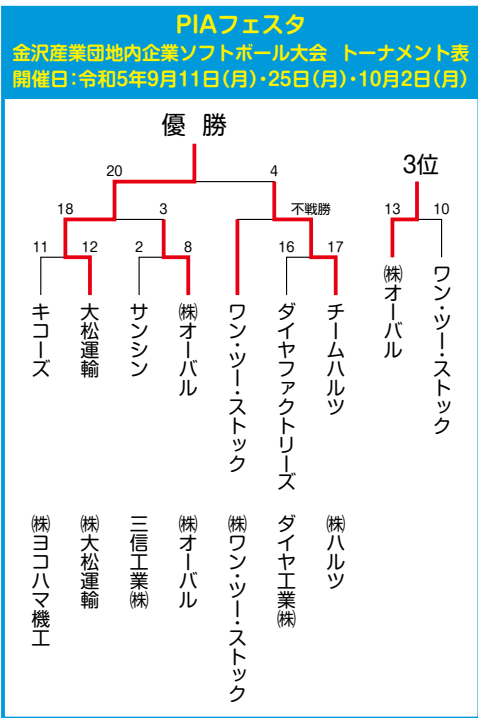 PIAフェスタ
金沢産業団地内企業ソフトボール大会 トーナメント表
開催日:令和5年9月11日(月)・25日(月)・10月2日(月)
優 勝
3位
20
4
18
3
不戦勝
13
10
11
12
2
8
16
17
キコーズ
大松運輸
サンシン
㈱オーバル
ワン・ツー・ストック
ダイヤファクトリーズ
チームハルツ
㈱オーバル
ワン・ツー・ストック
㈱ヨコハマ機工
㈱大松運輸
三信工業㈱
㈱オーバル
㈱ワン・ツー・ストック
ダイヤ工業㈱
㈱ハルツ